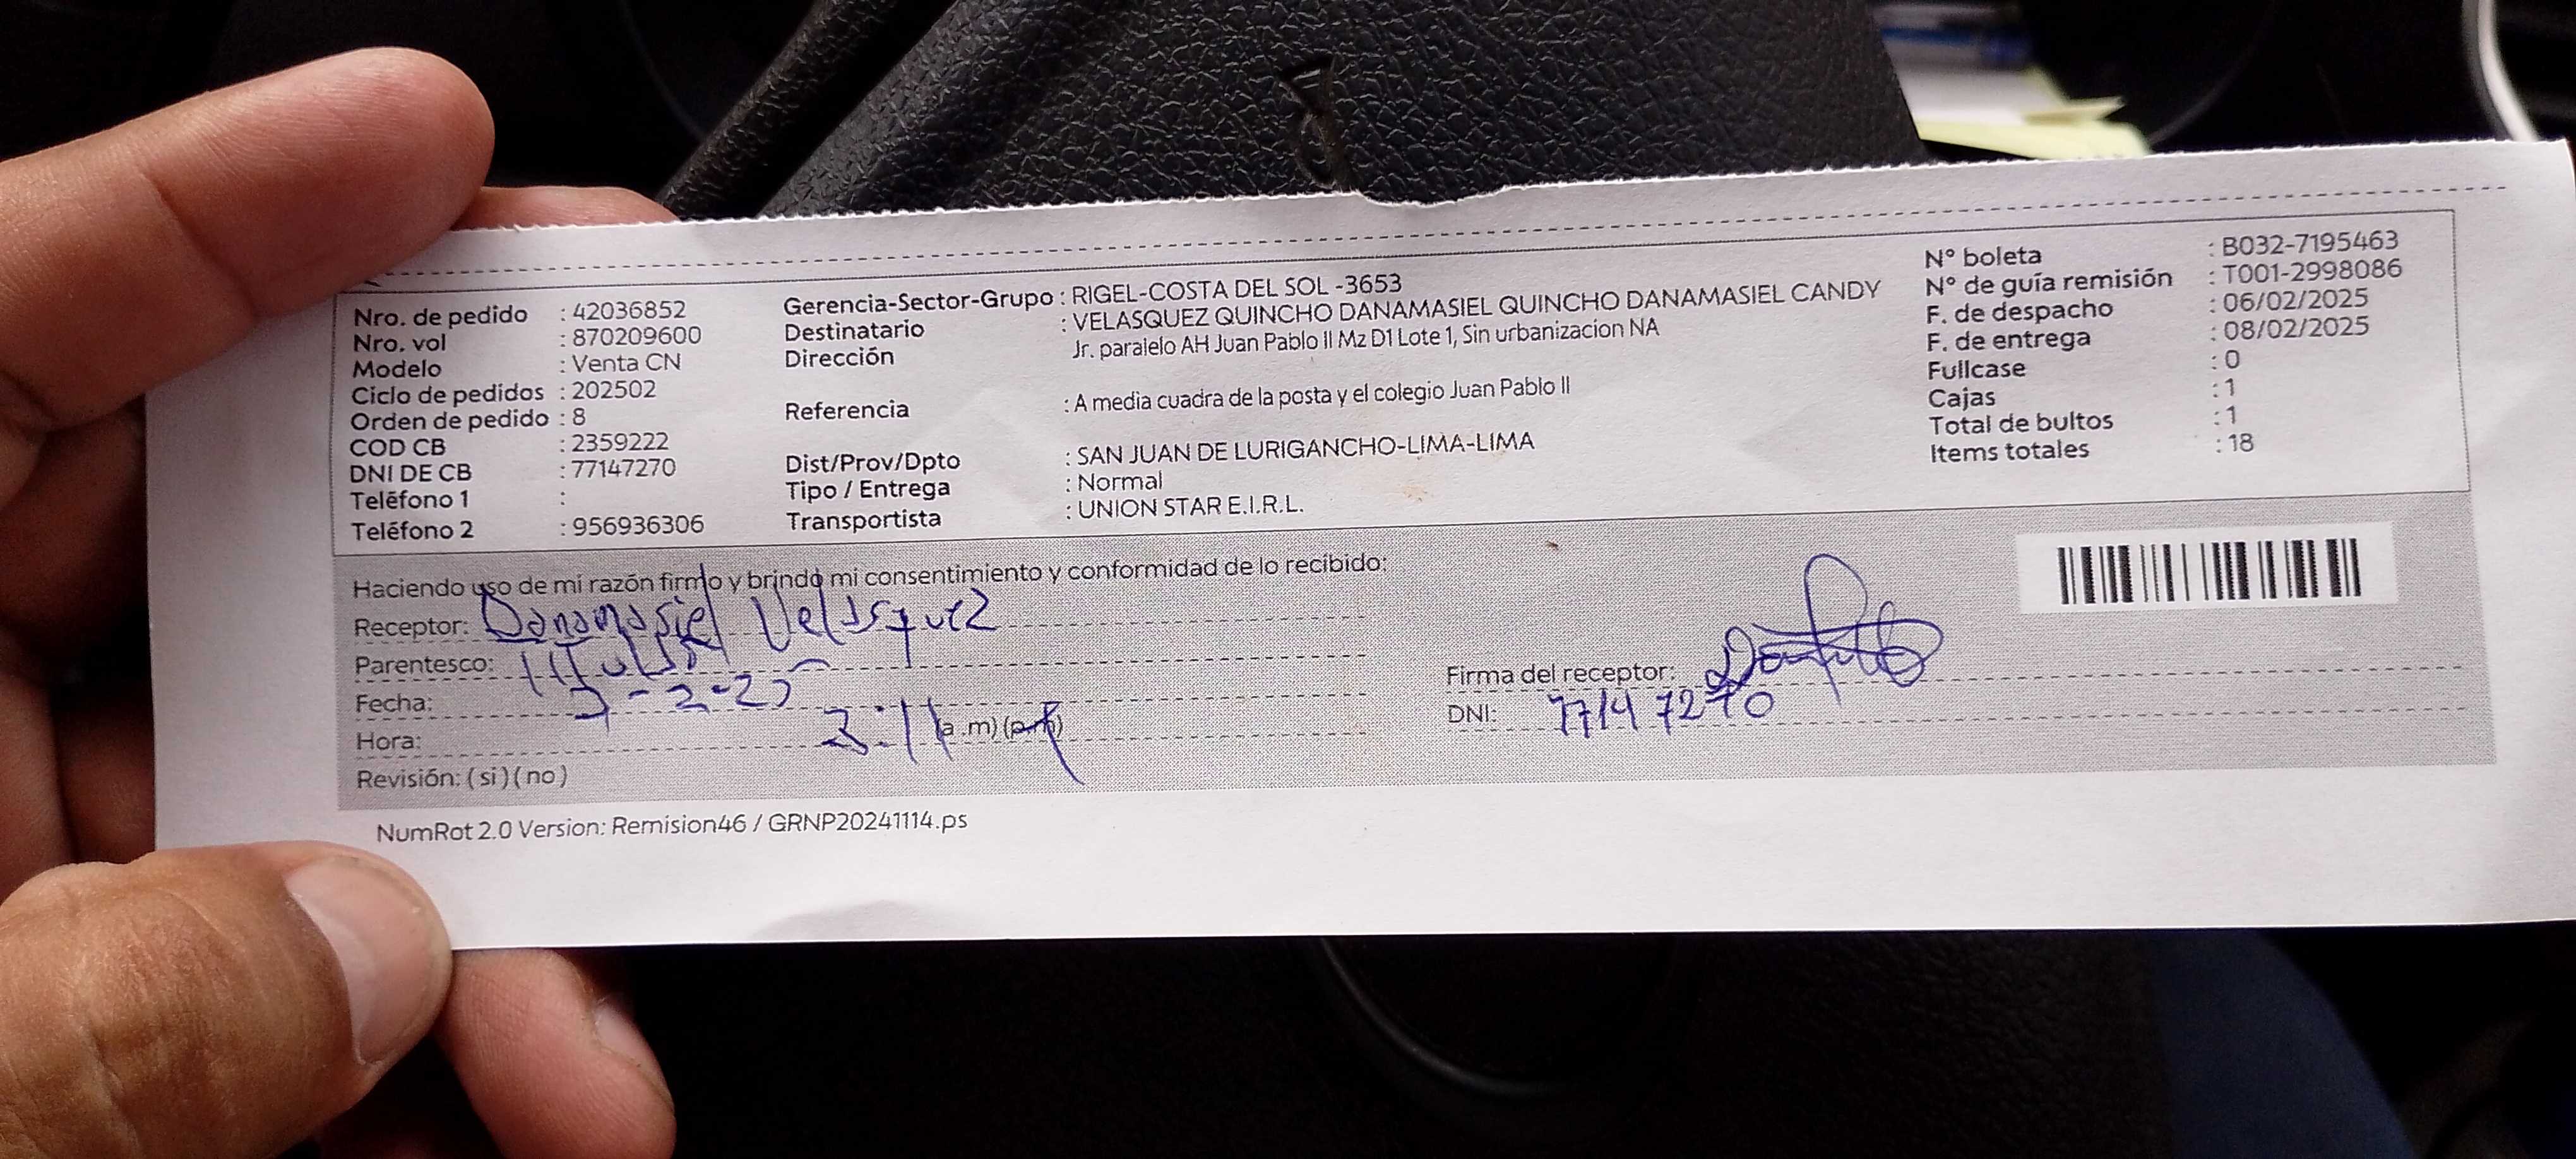 Nro. de pedido : 42036852
Nro. vol : 870209600
Modelo : Venta CN
Ciclo de pedidos : 202502
Orden de pedido : 8
COD CB : 2359222
DNI DE CB : 77147270
Teléfono 1 :
Teléfono 2 : 956936306
Gerencia-Sector-Grupo : RIGEL-COSTA DEL SOL -3653
Destinatario : VELASQUEZ QUINCHO DANAMASIEL QUINCHO DANAMASIEL CANDY
Dirección Jr. paralelo AH Juan Pablo II Mz D1 Lote 1, Sin urbanizacion NA
Referencia : A media cuadra de la posta y el colegio Juan Pablo II
Dist/Prov/Dpto : SAN JUAN DE LURIGANCHO-LIMA-LIMA
Tipo / Entrega : Normal
Transportista : UNION STAR E.I.R.L.
N° boleta : B032-7195463
N° de guía remisión : T001-2998086
F. de despacho : 06/02/2025
F. de entrega : 08/02/2025
Fullcase : 0
Cajas : 1
Total de bultos : 1
Items totales : 18
Haciendo uso de mi razón firmo y brindo mi consentimiento y conformidad de lo recibido:
Receptor: Danamasiel Velasquez
Parentesco:
Fecha:
Hora: 3:11 (a .m) (p.m)
Revisión: ( si ) ( no )
Firma del receptor:
DNI: 77147270
NumRot 2.0 Version: Remision46 / GRNP20241114.ps